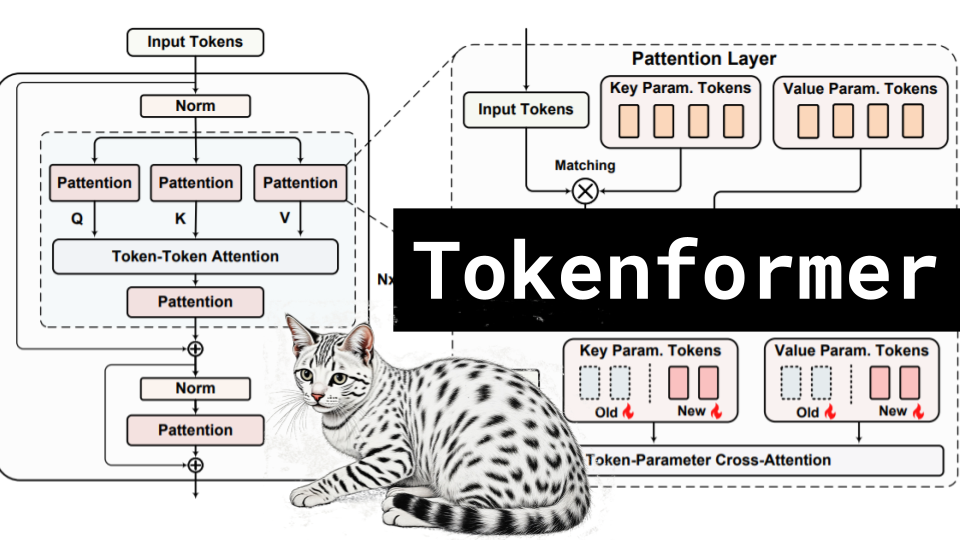 Input Tokens
Norm
Pattention
Pattention
Pattention
Q
K
V
Token-Token Attention
Pattention
Norm
Pattention
Pattention Layer
Input Tokens
Key Param. Tokens
Value Param. Tokens
Matching
Tokenformer
Key Param. Tokens
Old
New
Value Param. Tokens
Old
New
Token-Parameter Cross-Attention